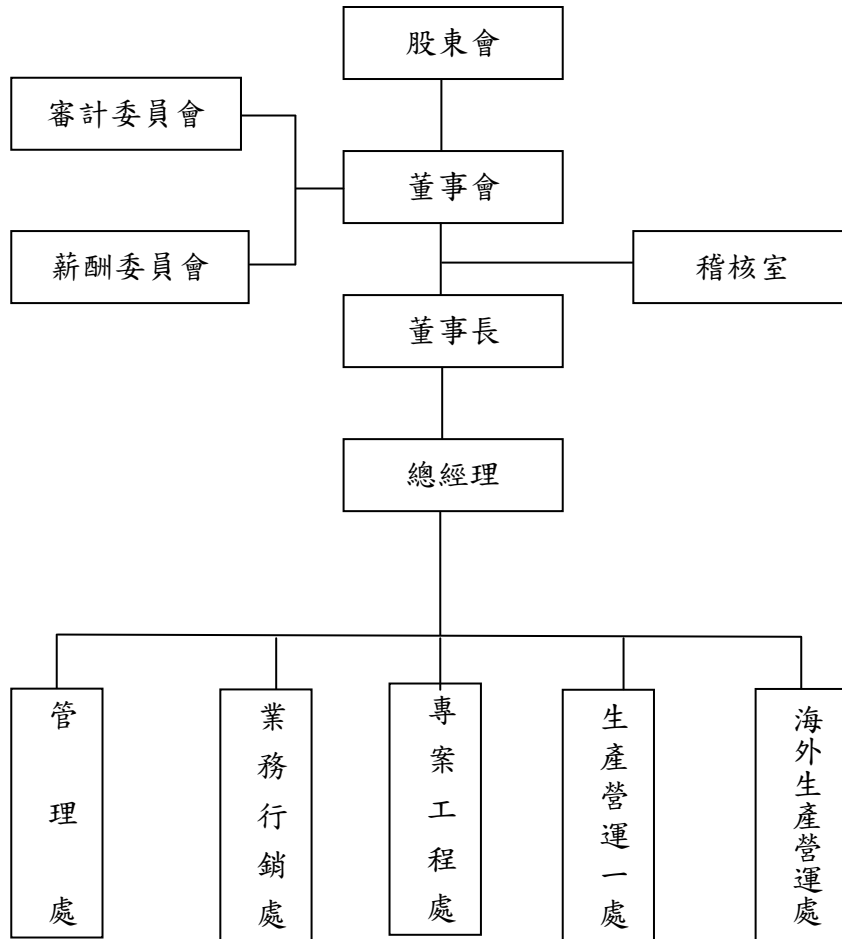 股東會
審計委員會
董事會
薪酬委員會
稽核室
董事長
總經理
管理處
業務行銷處
專案工程處
生產營運一處
海外生產營運處